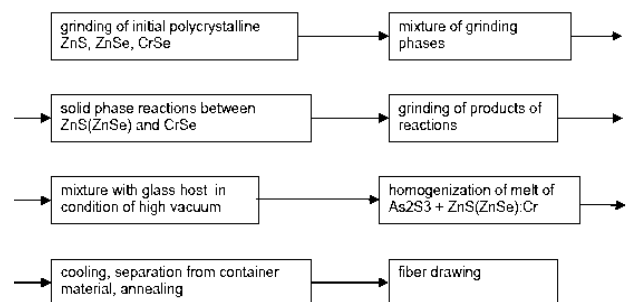 grinding of initial polycrystalline
ZnS, ZnSe, CrSe
mixture of grinding
phases
solid phase reactions between
ZnS(ZnSe) and CrSe
grinding of products of
reactions
mixture with glass host in
condition of high vacuum
homogenization of melt of
As2S3 + ZnS(ZnSe):Cr
cooling, separation from container
material, annealing
fiber drawing